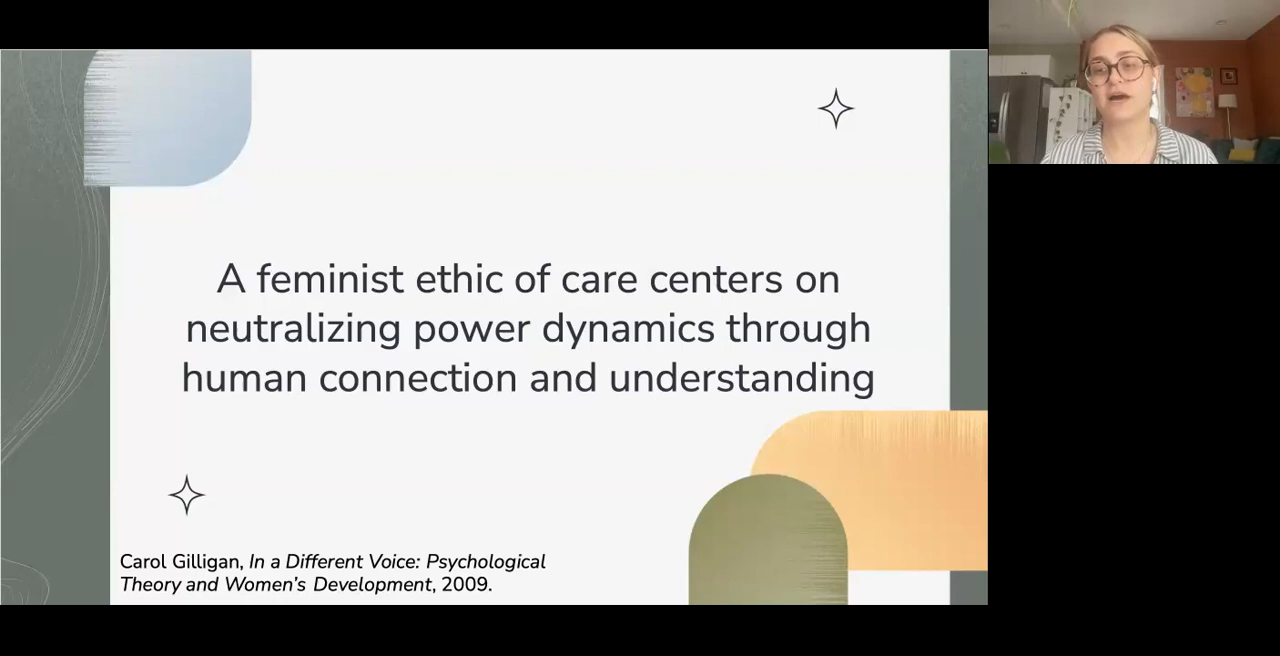 A feminist ethic of care centers on
neutralizing power dynamics through
human connection and understanding
Carol Gilligan, In a Different Voice: Psychological
Theory and Women’s Development, 2009.